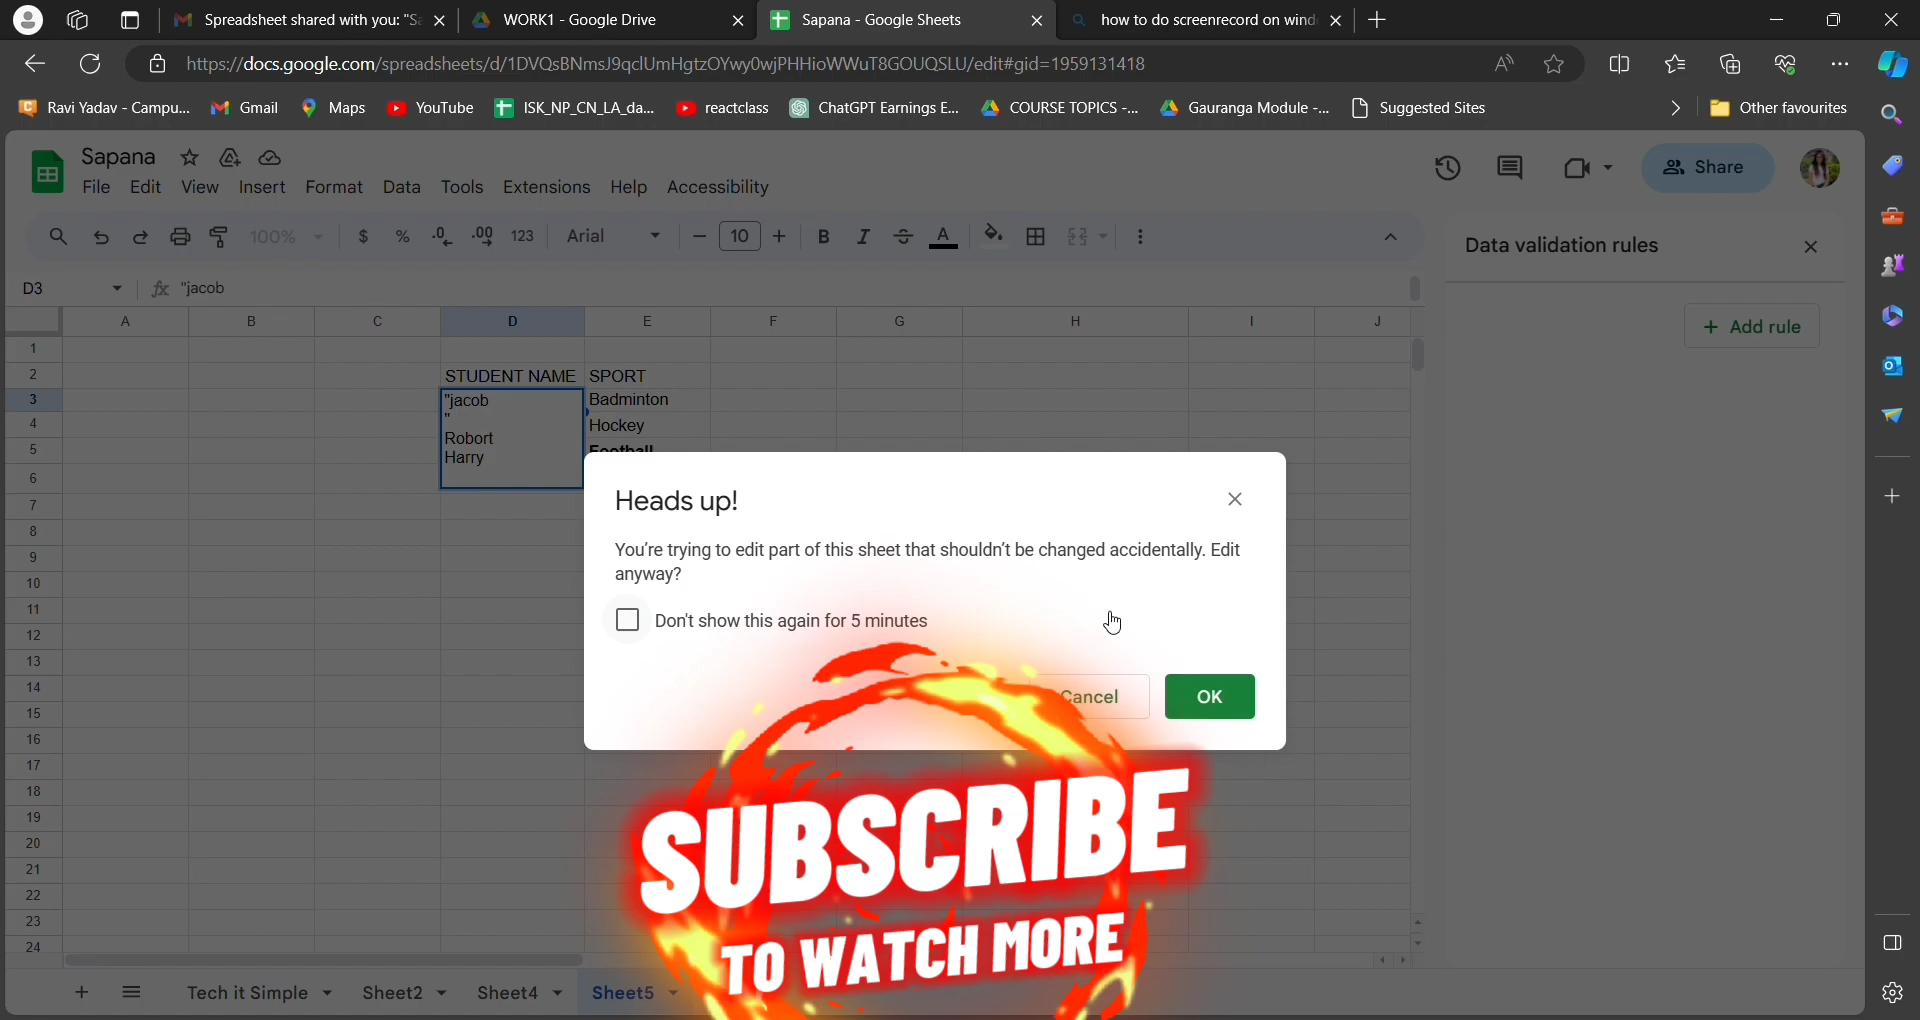 Spreadsheet shared with you: "Sa
WORK1 - Google Drive
Sapana - Google Sheets
how to do screenrecord on wind
https://docs.google.com/spreadsheets/d/1DVQsBNmsJ9qclUmHgtzOYwy0wjPHHioWWuT8GOUQSLU/edit#gid=1959131418
Ravi Yadav - Campu...
Gmail
Maps
YouTube
ISK_NP_CN_LA_da...
reactclass
ChatGPT Earnings E...
COURSE TOPICS -...
Gauranga Module -...
Suggested Sites
Other favourites
Sapana
File Edit View Insert Format Data Tools Extensions Help Accessibility
Share
100% $ % .0 .00 123 Arial 10 B I A
Data validation rules
D3 fx "jacob
Add rule
A B C D E F G H I J
1
2 STUDENT NAME SPORT
3 "jacob Badminton
4 " Hockey
Robort
5 Football
Harry
6
7
8
9
10
11
12
13
14
15
16
17
18
19
20
21
22
23
24
Heads up!
You're trying to edit part of this sheet that shouldn't be changed accidentally. Edit
anyway?
Don't show this again for 5 minutes
Cancel OK
SUBSCRIBE
TO WATCH MORE
Tech it Simple Sheet2 Sheet4 Sheet5